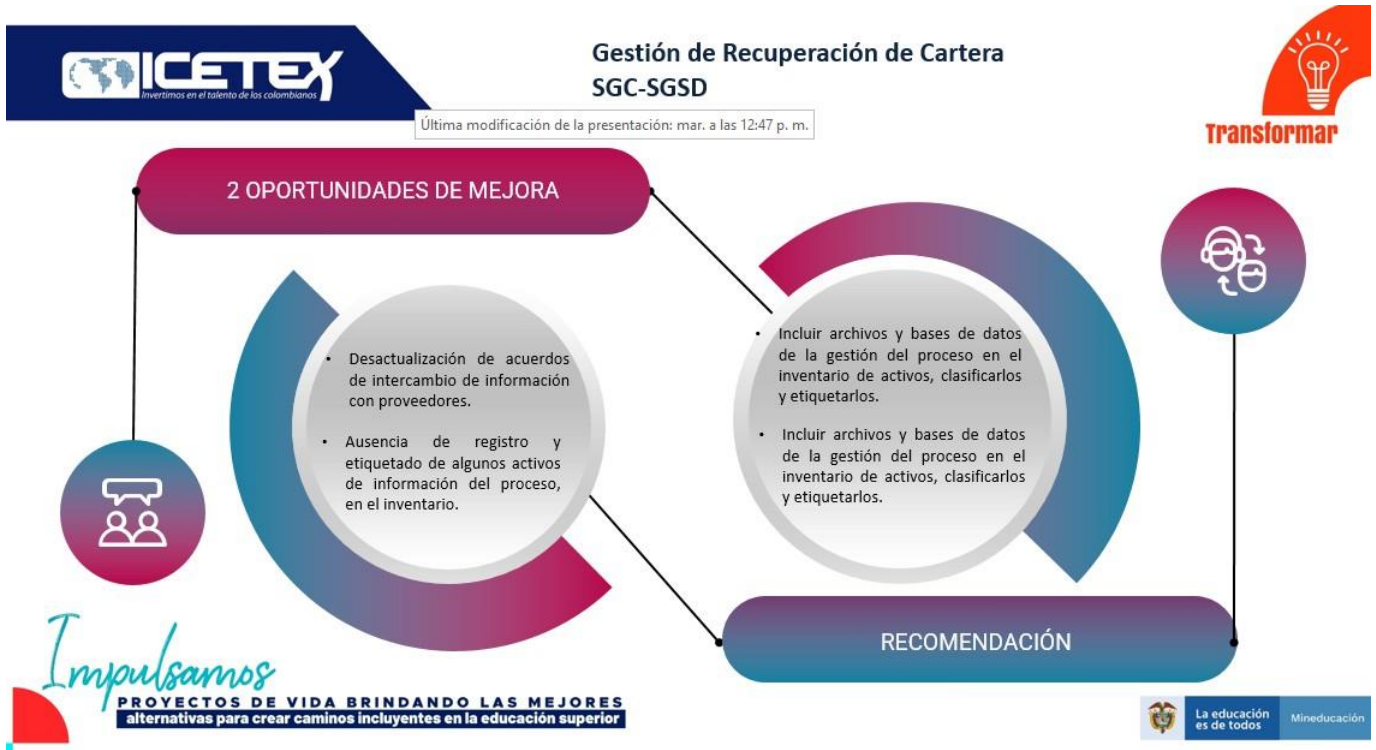 ICETEX
Invertimos en el talento de los colombianos
Gestión de Recuperación de Cartera
SGC-SGSD
Última modificación de la presentación: mar. a las 12:47 p. m.
Transformar
2 OPORTUNIDADES DE MEJORA
• Desactualización de acuerdos
de intercambio de información
con proveedores.
• Ausencia de registro y
etiquetado de algunos activos
de información del proceso,
en el inventario.
• Incluir archivos y bases de datos
de la gestión del proceso en el
inventario de activos, clasificarlos
y etiquetarlos.
• Incluir archivos y bases de datos
de la gestión del proceso en el
inventario de activos, clasificarlos
y etiquetarlos.
RECOMENDACIÓN
Impulsamos
PROYECTOS DE VIDA BRINDANDO LAS MEJORES
alternativas para crear caminos incluyentes en la educación superior
La educación
es de todos
Mineducación